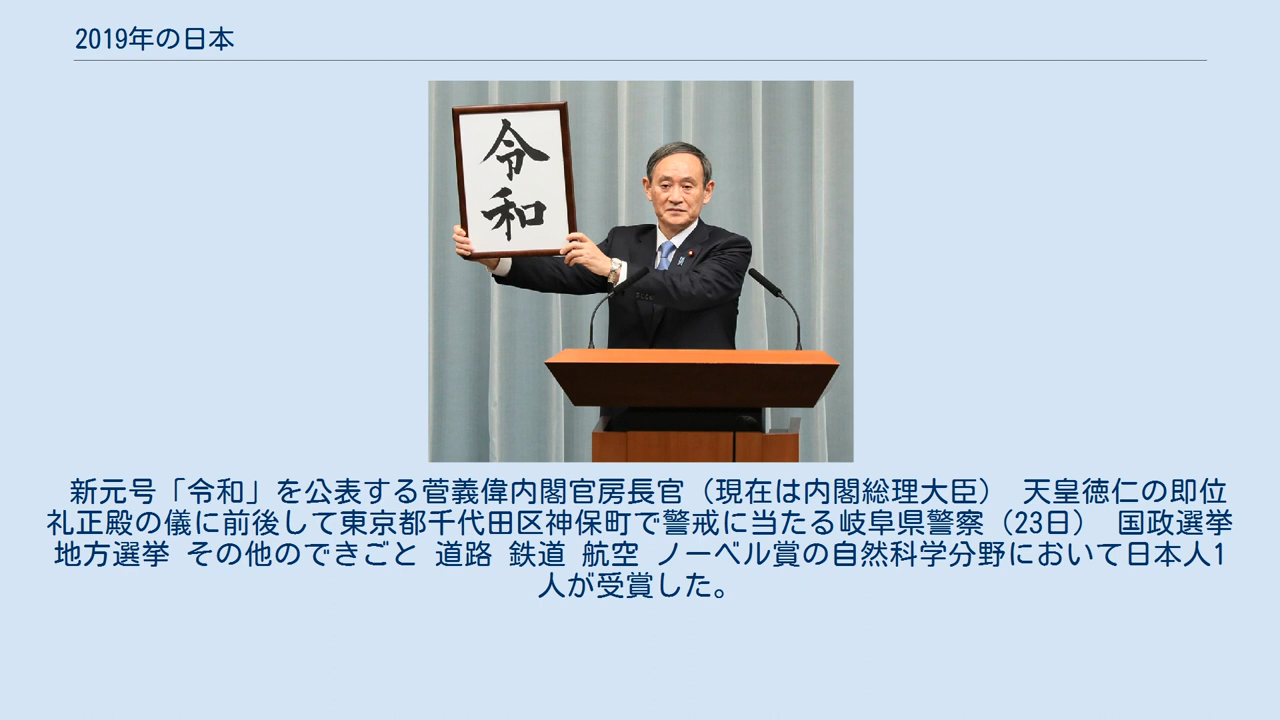 2019年の日本
令
和
新元号「令和」を公表する菅義偉内閣官房長官（現在は内閣総理大臣） 天皇徳仁の即位
礼正殿の儀に前後して東京都千代田区神保町で警戒に当たる岐阜県警察（23日） 国政選挙
地方選挙 その他のできごと 道路 鉄道 航空 ノーベル賞の自然科学分野において日本人1
人が受賞した。